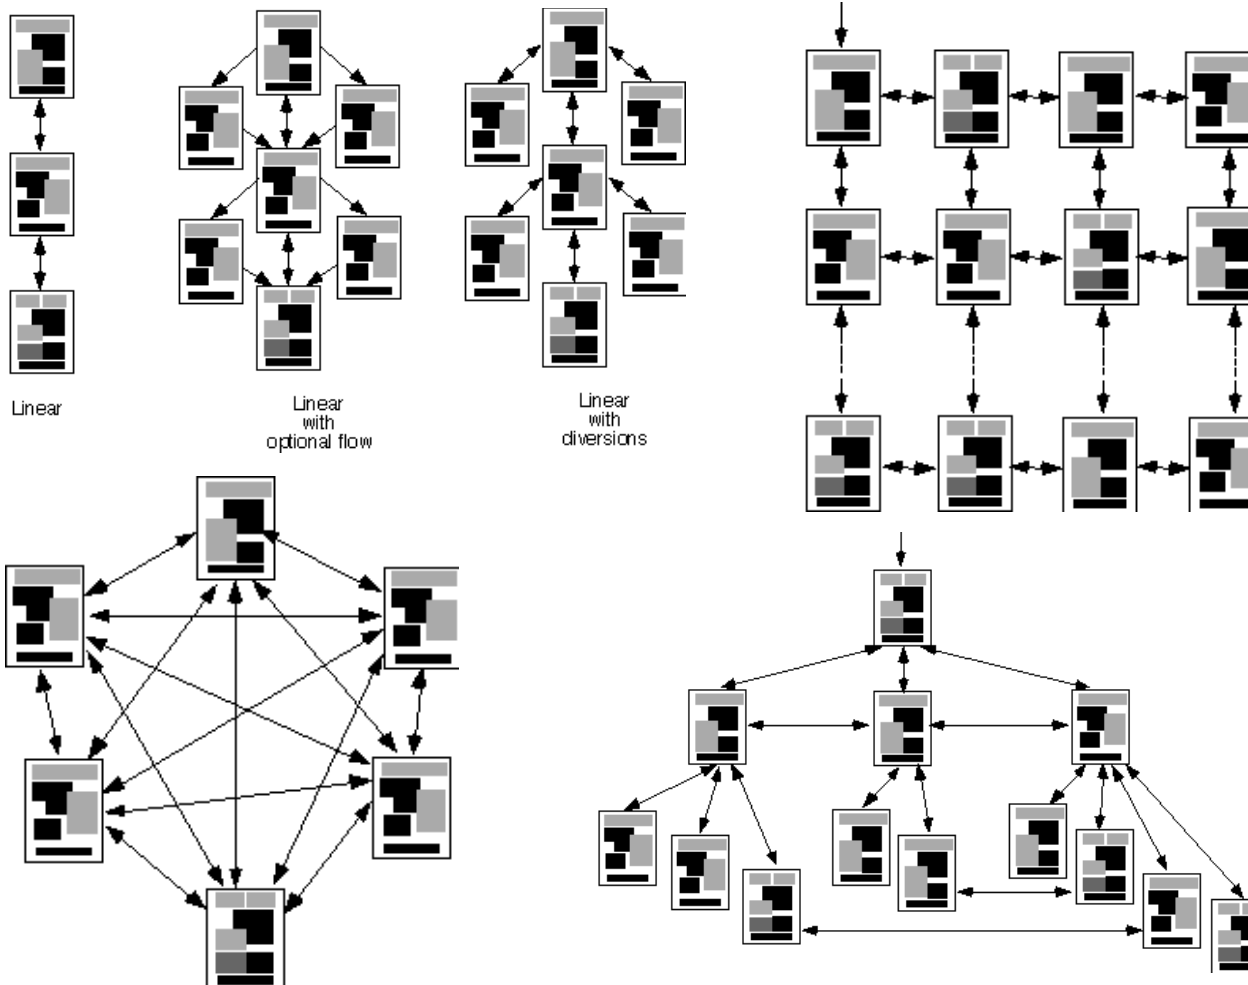 Linear
Linear
with
optional flow
Linear
with
diversions